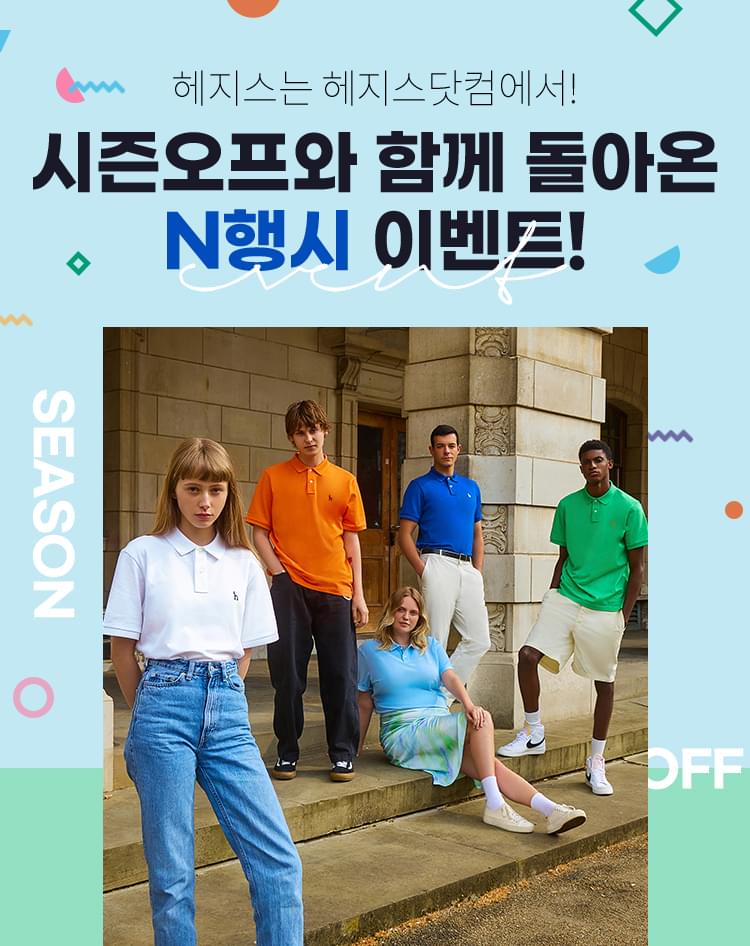 헤지스는 헤지스닷컴에서!
시즌오프와 함께 돌아온
N행시 이벤트!
event
SEASON
OFF